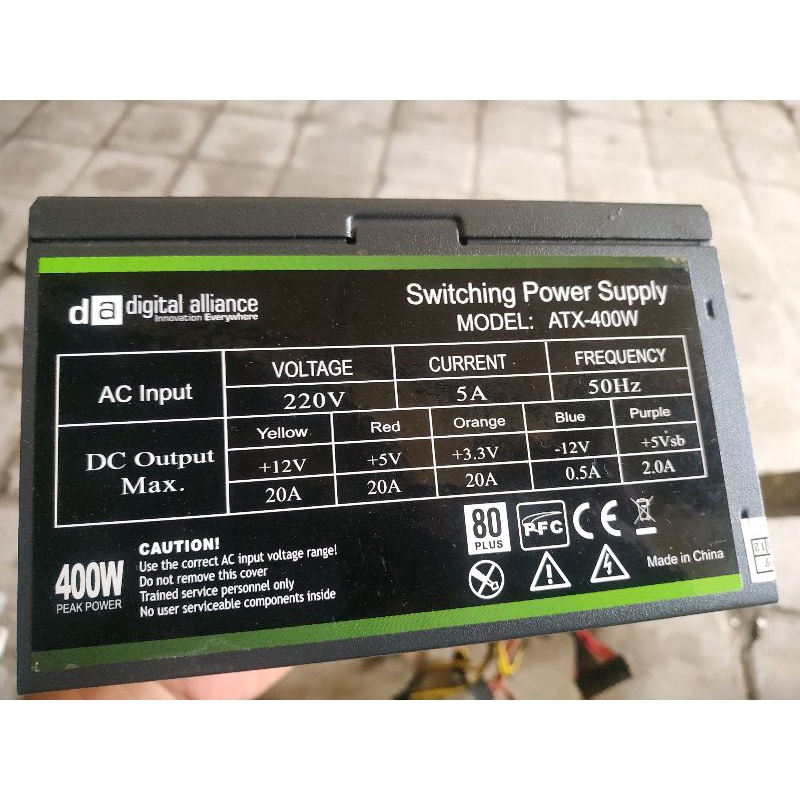 da digital alliance
Innovation Everywhere
Switching Power Supply
MODEL: ATX-400W
AC Input
VOLTAGE CURRENT FREQUENCY
220V 5A 50Hz
DC Output Max.
Yellow Red Orange Blue Purple
+12V +5V +3.3V -12V +5Vsb
20A 20A 20A 0.5A 2.0A
400W
PEAK POWER
CAUTION!
Use the correct AC input voltage range!
Do not remove this cover
Trained service personnel only
No user serviceable components inside
80
PLUS
PFC
CE
Made in China